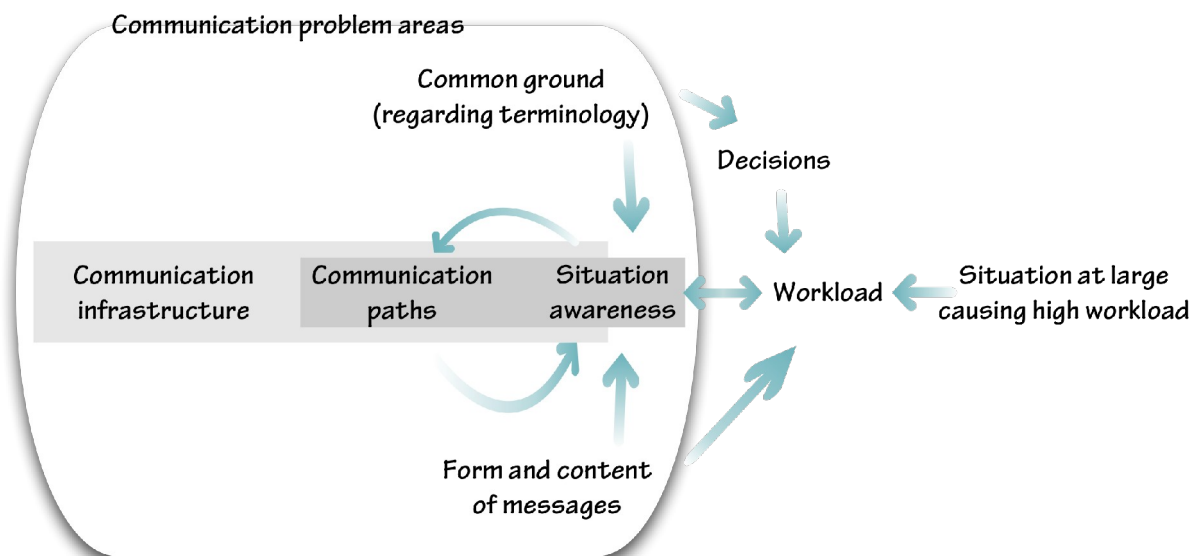 Communication problem areas
Common ground
(regarding terminology)
Decisions
Communication
infrastructure
Communication
paths
Situation
awareness
Workload
Situation at large
causing high workload
Form and content
of messages